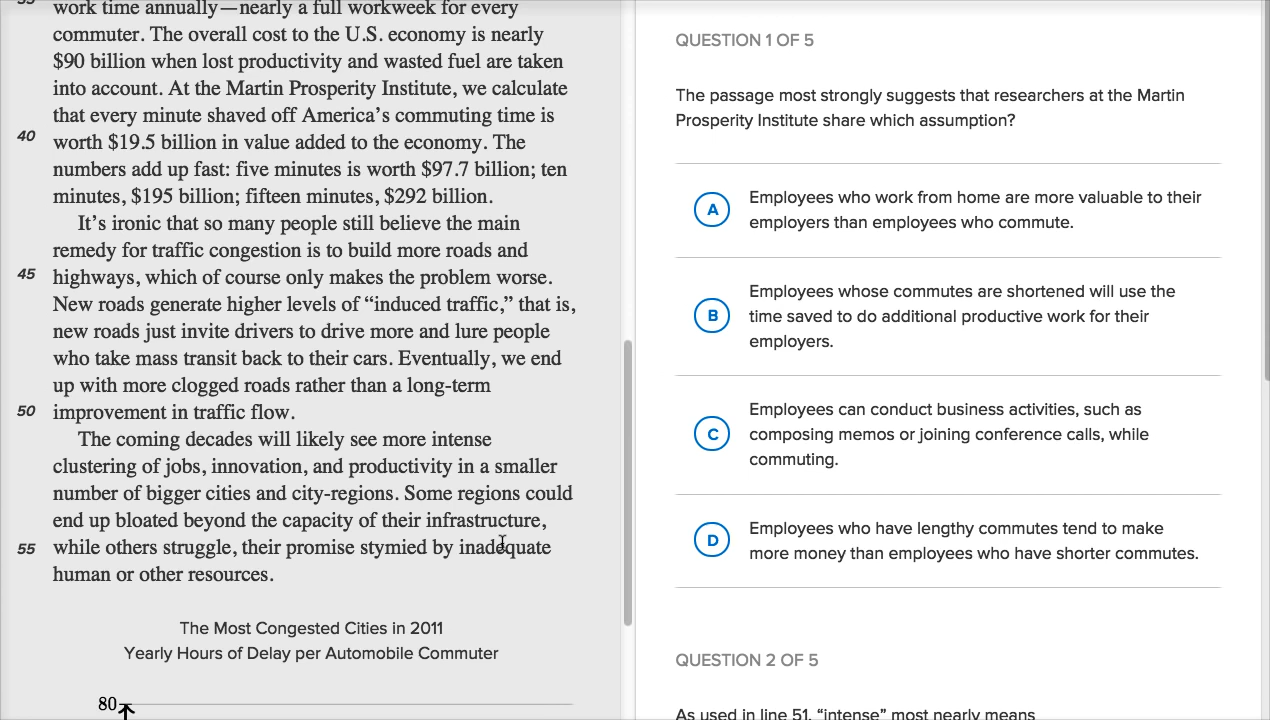 work time annually—nearly a full workweek for every
commuter. The overall cost to the U.S. economy is nearly
$90 billion when lost productivity and wasted fuel are taken
into account. At the Martin Prosperity Institute, we calculate
that every minute shaved off America's commuting time is
40 worth $19.5 billion in value added to the economy. The
numbers add up fast: five minutes is worth $97.7 billion; ten
minutes, $195 billion; fifteen minutes, $292 billion.
It's ironic that so many people still believe the main
remedy for traffic congestion is to build more roads and
45 highways, which of course only makes the problem worse.
New roads generate higher levels of “induced traffic,” that is,
new roads just invite drivers to drive more and lure people
who take mass transit back to their cars. Eventually, we end
up with more clogged roads rather than a long-term
50 improvement in traffic flow.
The coming decades will likely see more intense
clustering of jobs, innovation, and productivity in a smaller
number of bigger cities and city-regions. Some regions could
end up bloated beyond the capacity of their infrastructure,
55 while others struggle, their promise stymied by inadequate
human or other resources.
The Most Congested Cities in 2011
Yearly Hours of Delay per Automobile Commuter
80
QUESTION 1 OF 5
The passage most strongly suggests that researchers at the Martin
Prosperity Institute share which assumption?
A Employees who work from home are more valuable to their
employers than employees who commute.
B Employees whose commutes are shortened will use the
time saved to do additional productive work for their
employers.
C Employees can conduct business activities, such as
composing memos or joining conference calls, while
commuting.
D Employees who have lengthy commutes tend to make
more money than employees who have shorter commutes.
QUESTION 2 OF 5
As used in line 51, “intense” most nearly means